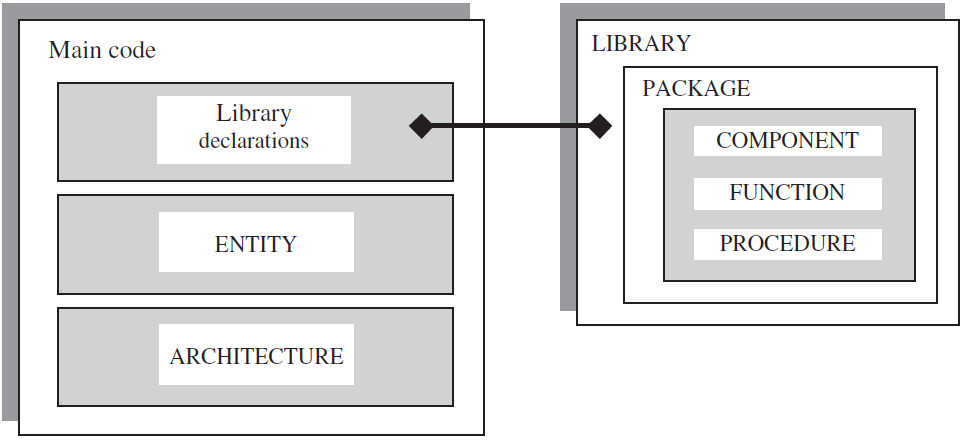 Main code
Library
declarations
ENTITY
ARCHITECTURE
LIBRARY
PACKAGE
COMPONENT
FUNCTION
PROCEDURE